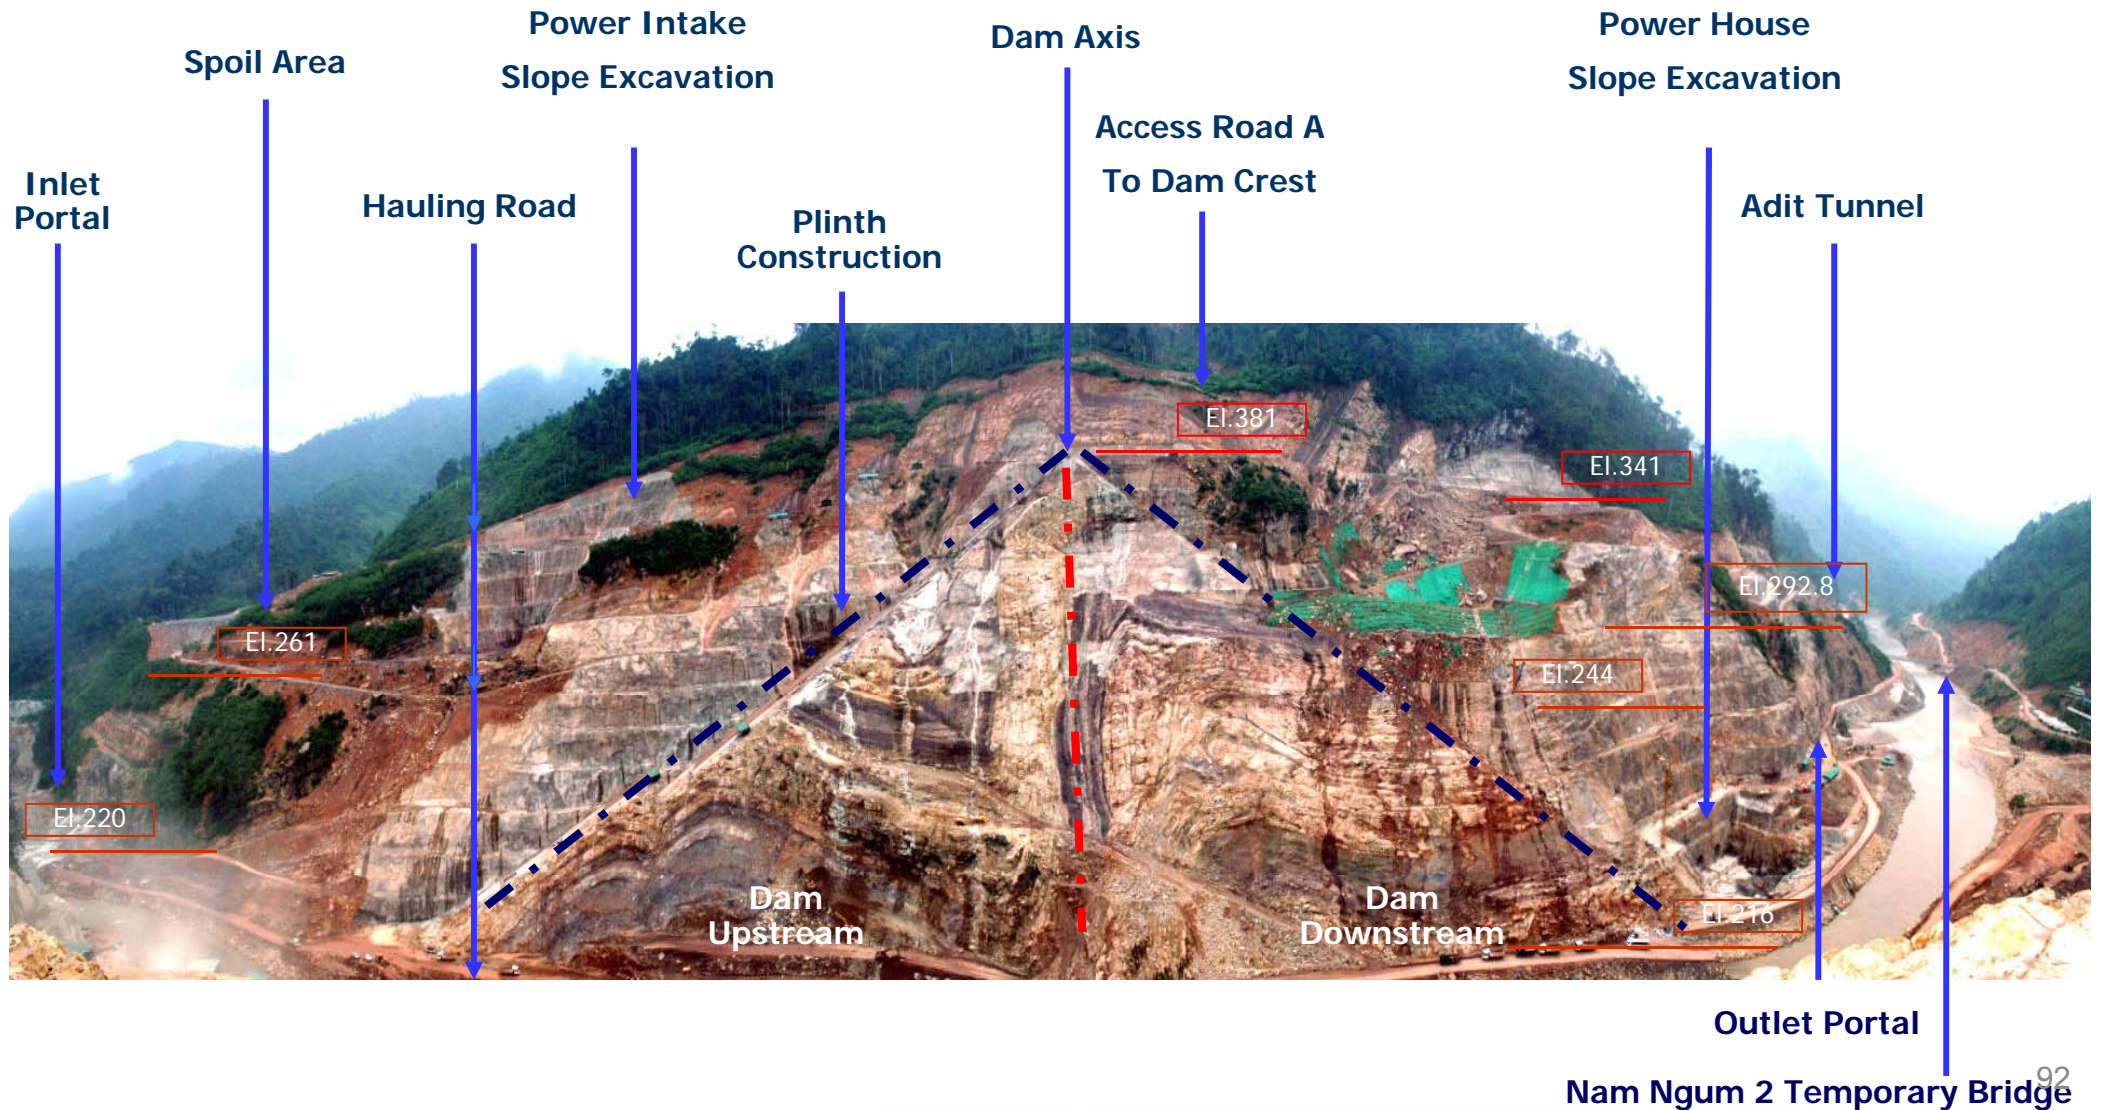 Power Intake
Slope Excavation
Dam Axis
Power House
Slope Excavation
Spoil Area
Access Road A
To Dam Crest
Inlet
Portal
Hauling Road
Plinth
Construction
Adit Tunnel
El.381
El.341
El.292.8
El.261
El.244
El.220
Dam
Upstream
Dam
Downstream
El.216
Outlet Portal
Nam Ngum 2 Temporary Bridge
92